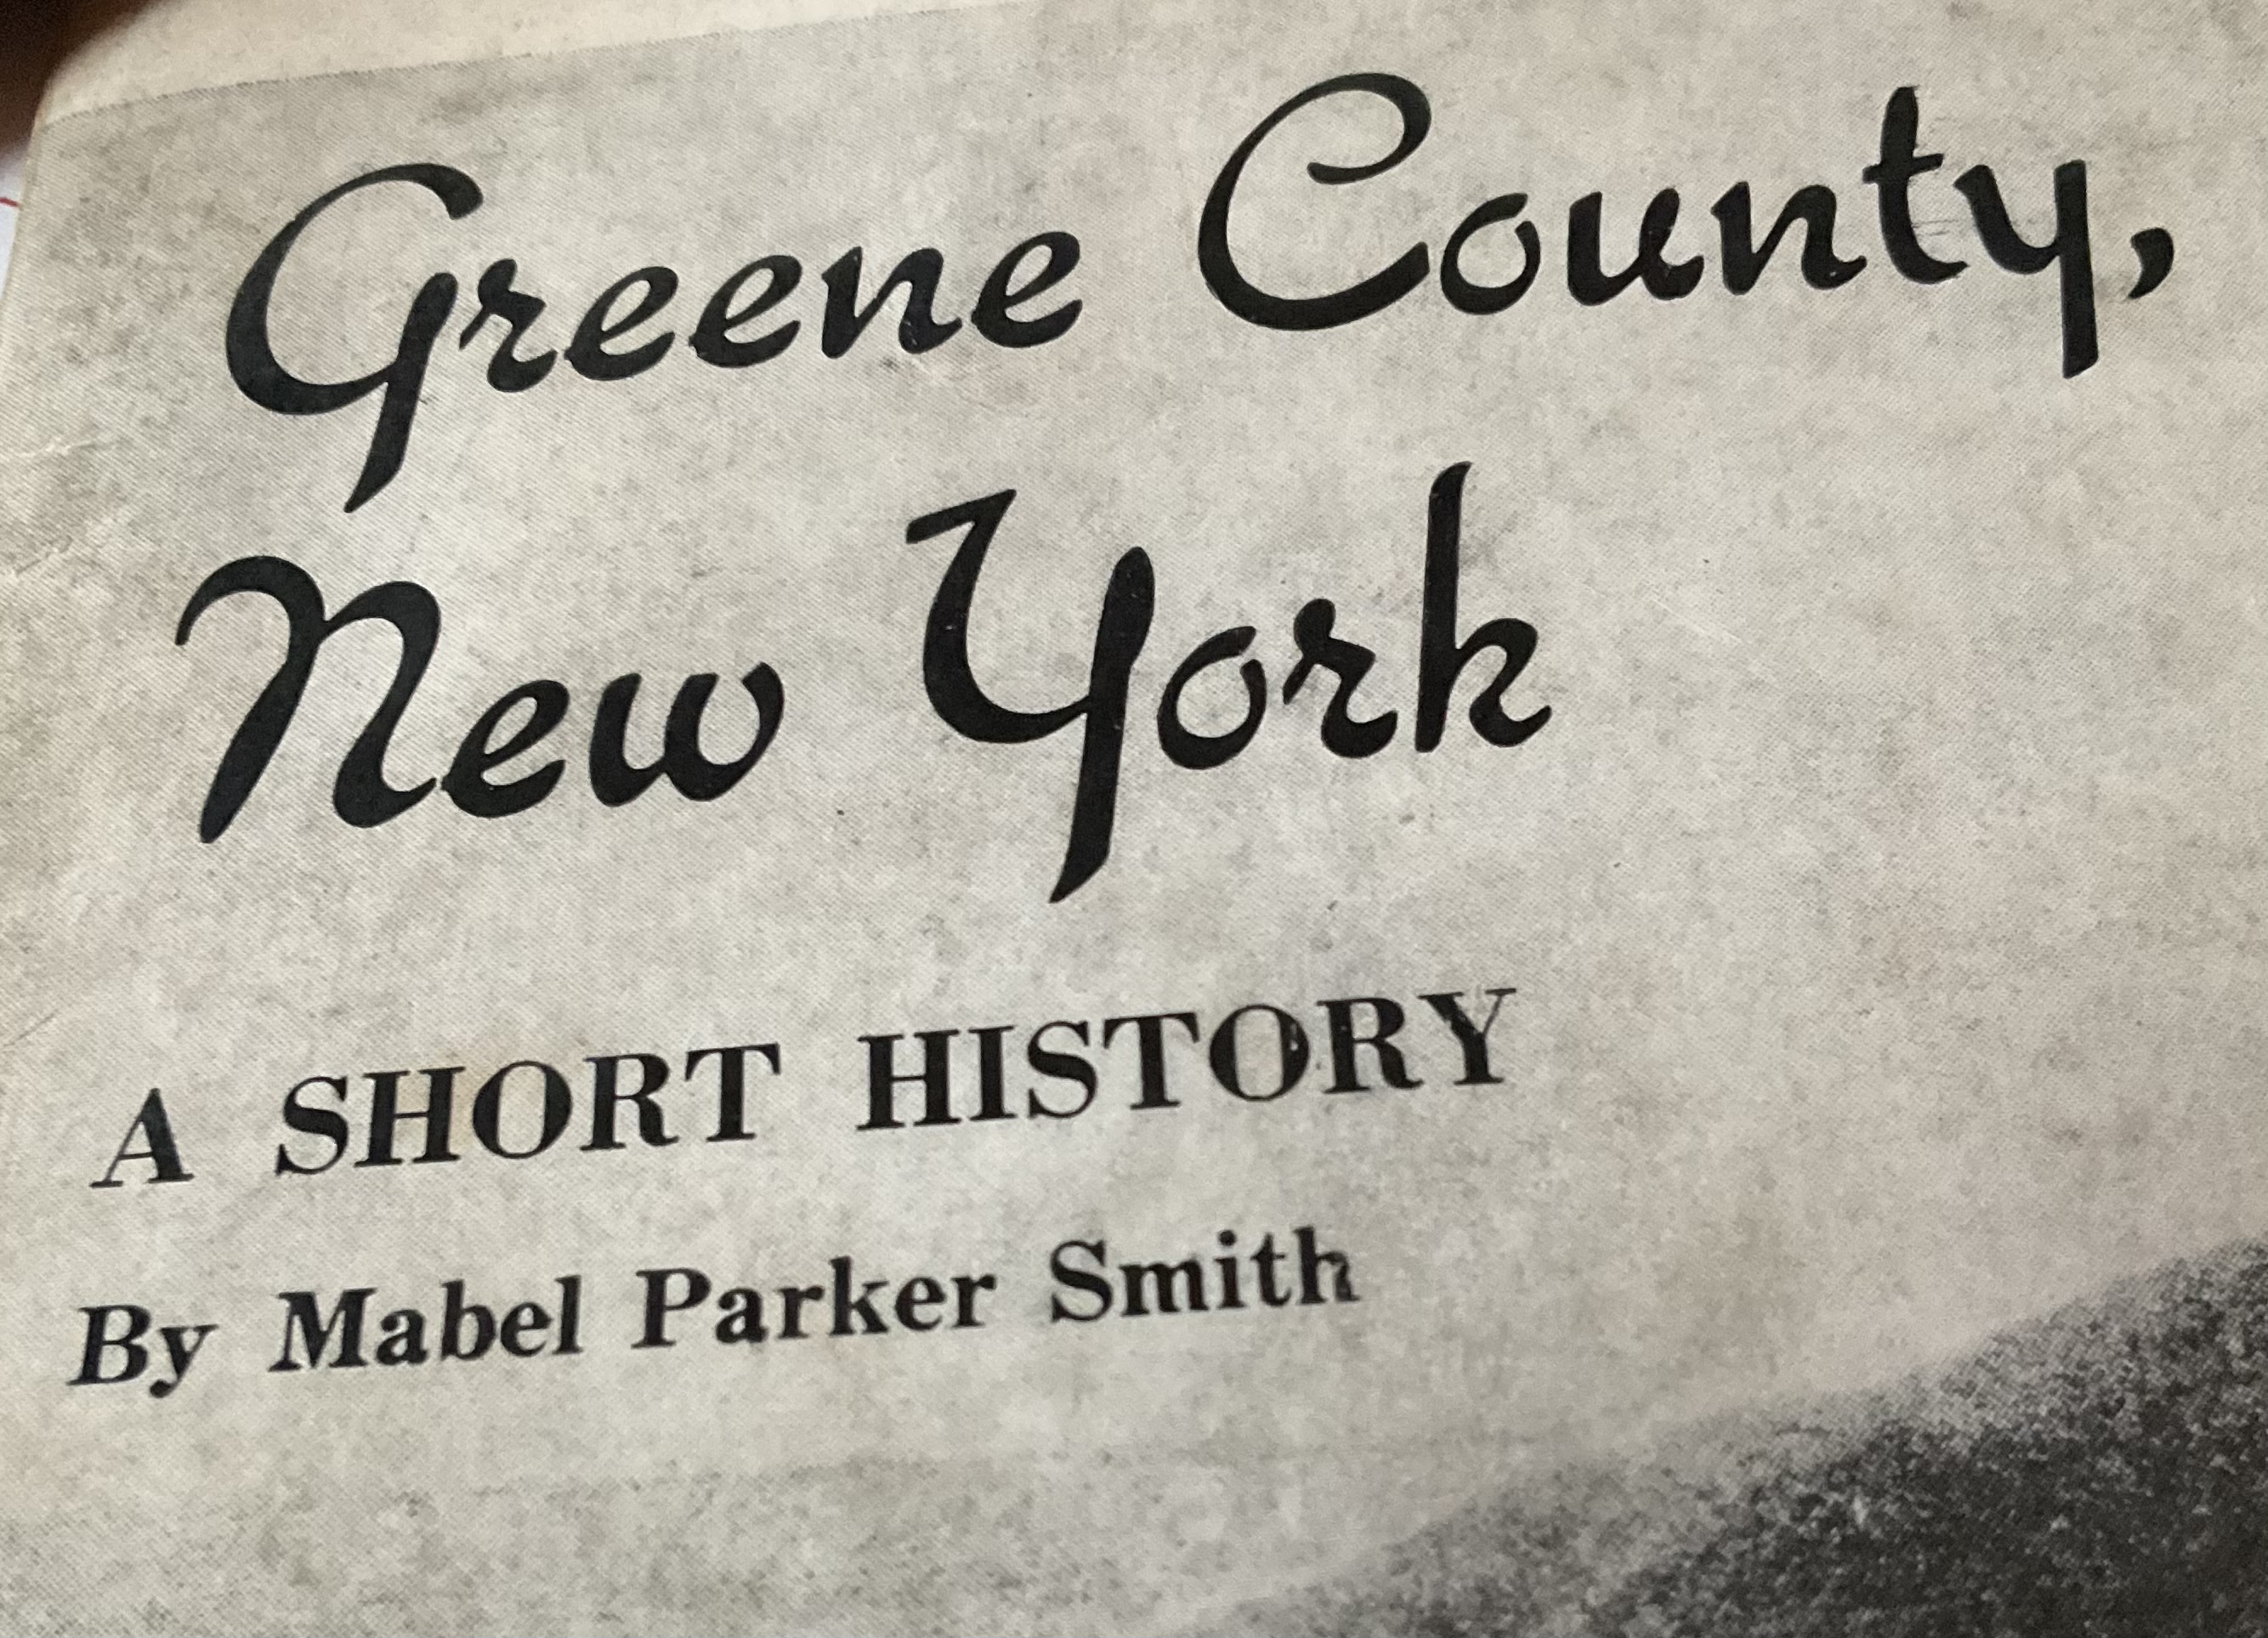 Greene County,
New York
A SHORT HISTORY
By Mabel Parker Smith